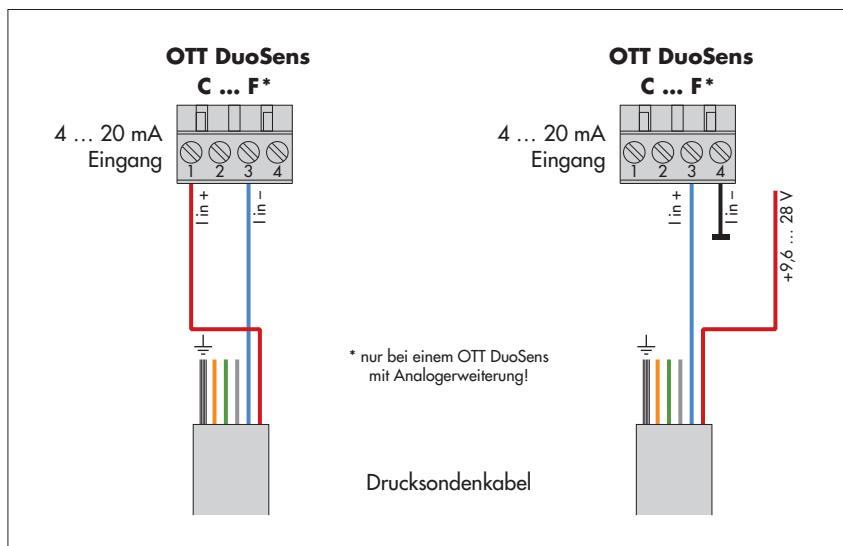 OTT DuoSens
C ... F*
4 ... 20 mA
Eingang
1 2 3 4
I in +
I in –
OTT DuoSens
C ... F*
4 ... 20 mA
Eingang
1 2 3 4
I in +
I in –
+9,6 ... 28 V
* nur bei einem OTT DuoSens
mit Analogerweiterung!
Drucksondenkabel